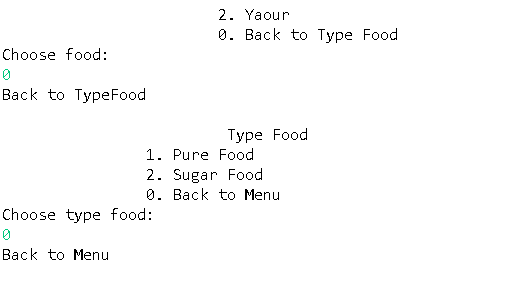 2. Yaour
0. Back to Type Food
Choose food:
0
Back to TypeFood
Type Food
1. Pure Food
2. Sugar Food
0. Back to Menu
Choose type food:
0
Back to Menu